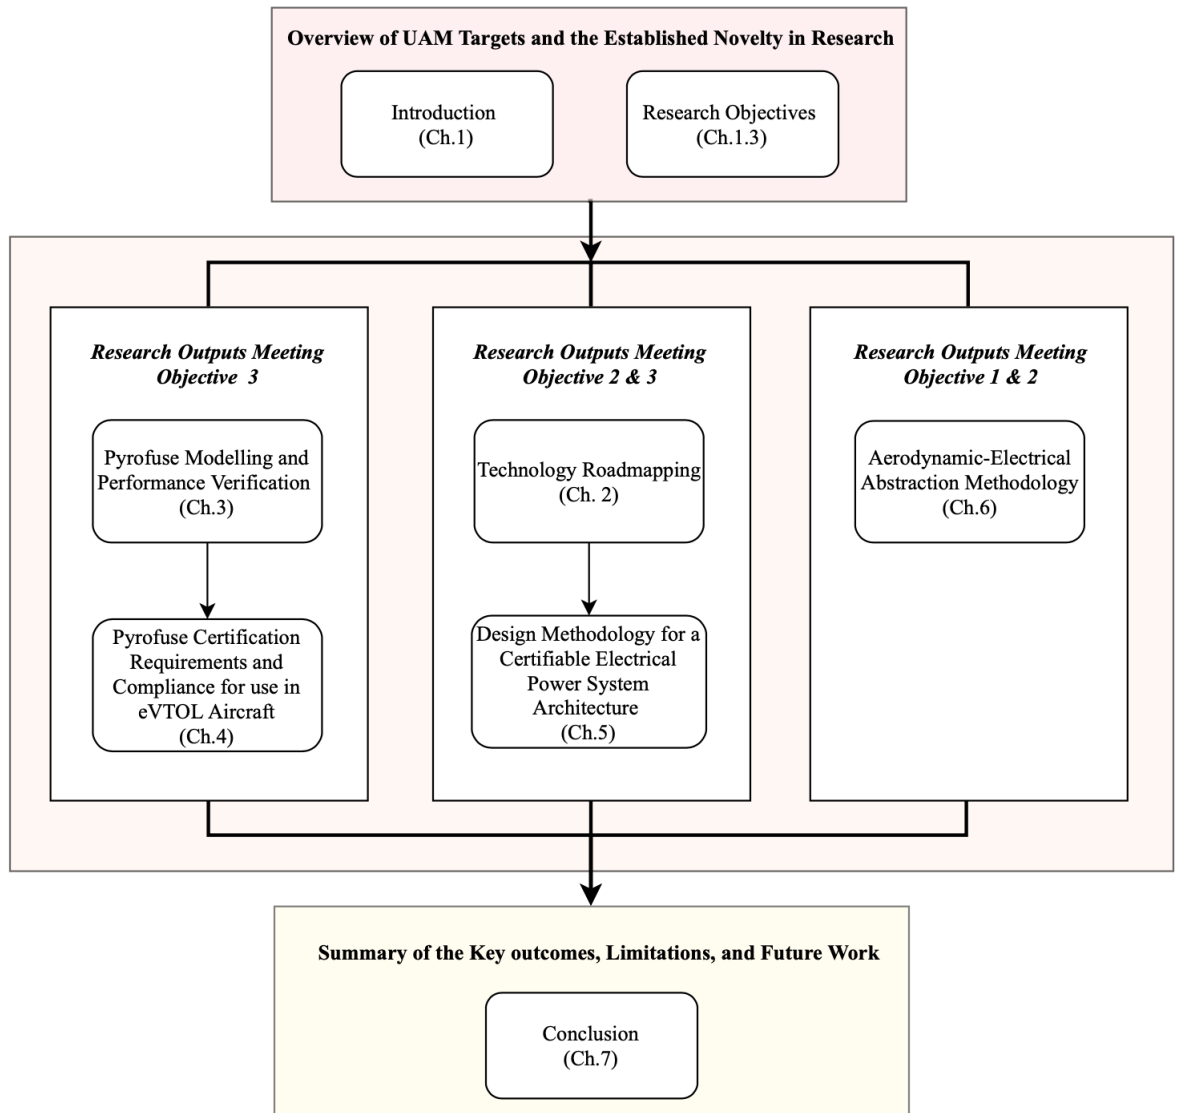 Overview of UAM Targets and the Established Novelty in Research
Introduction
(Ch.1)
Research Objectives
(Ch.1.3)
Research Outputs Meeting
Objective 3
Pyrofuse Modelling and
Performance Verification
(Ch.3)
Pyrofuse Certification
Requirements and
Compliance for use in
eVTOL Aircraft
(Ch.4)
Research Outputs Meeting
Objective 2 & 3
Technology Roadmapping
(Ch. 2)
Design Methodology for a
Certifiable Electrical
Power System
Architecture
(Ch.5)
Research Outputs Meeting
Objective 1 & 2
Aerodynamic-Electrical
Abstraction Methodology
(Ch.6)
Summary of the Key outcomes, Limitations, and Future Work
Conclusion
(Ch.7)